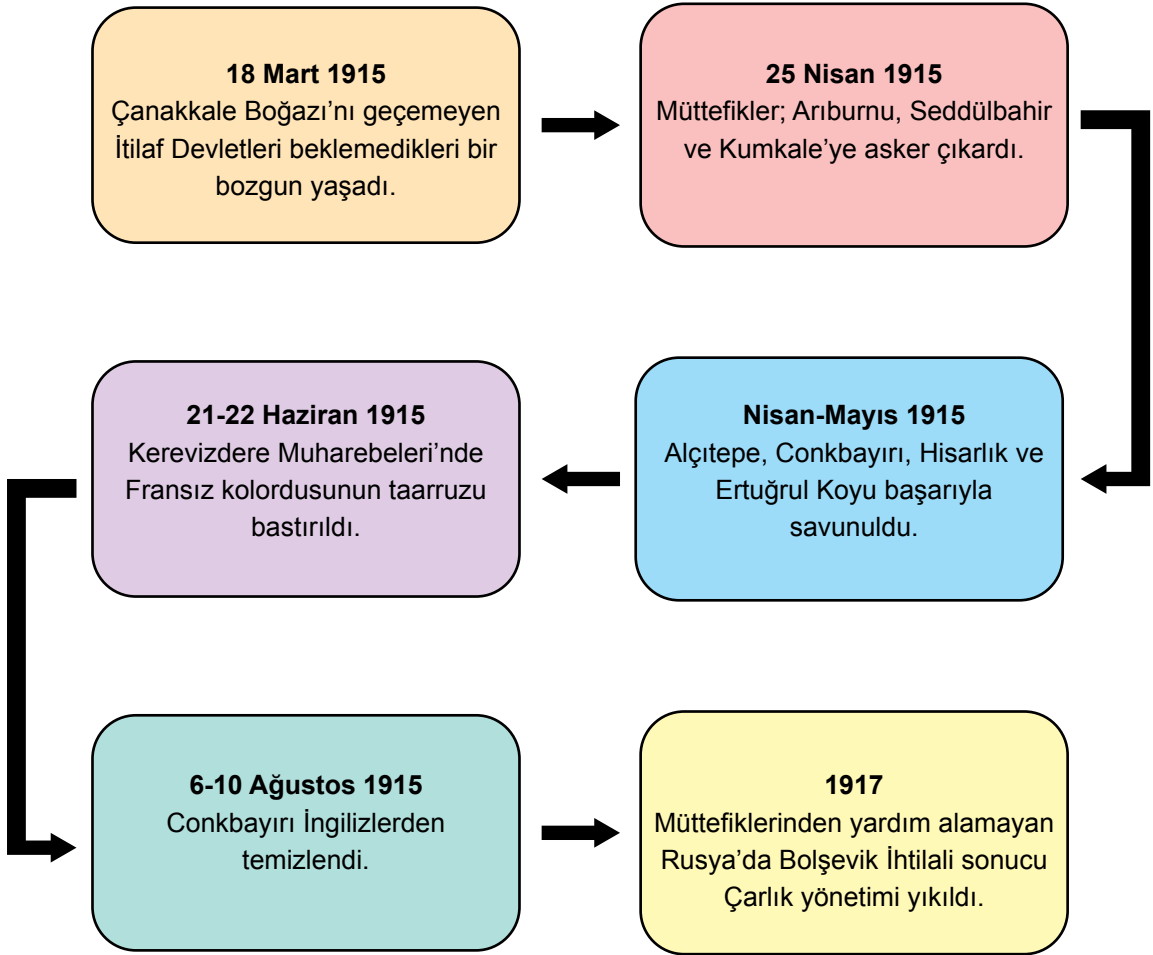 18 Mart 1915
Çanakkale Boğazı’nı geçemeyen
İtilaf Devletleri beklemedikleri bir
bozgun yaşadı.
25 Nisan 1915
Müttefikler; Arıburnu, Seddülbahir
ve Kumkale’ye asker çıkardı.
Nisan-Mayıs 1915
Alçıtepe, Conkbayırı, Hisarlık ve
Ertuğrul Koyu başarıyla
savunuldu.
21-22 Haziran 1915
Kerevizdere Muharebeleri’nde
Fransız kolordusunun taarruzu
bastırıldı.
6-10 Ağustos 1915
Conkbayırı İngilizlerden
temizlendi.
1917
Müttefiklerinden yardım alamayan
Rusya’da Bolşevik İhtilali sonucu
Çarlık yönetimi yıkıldı.